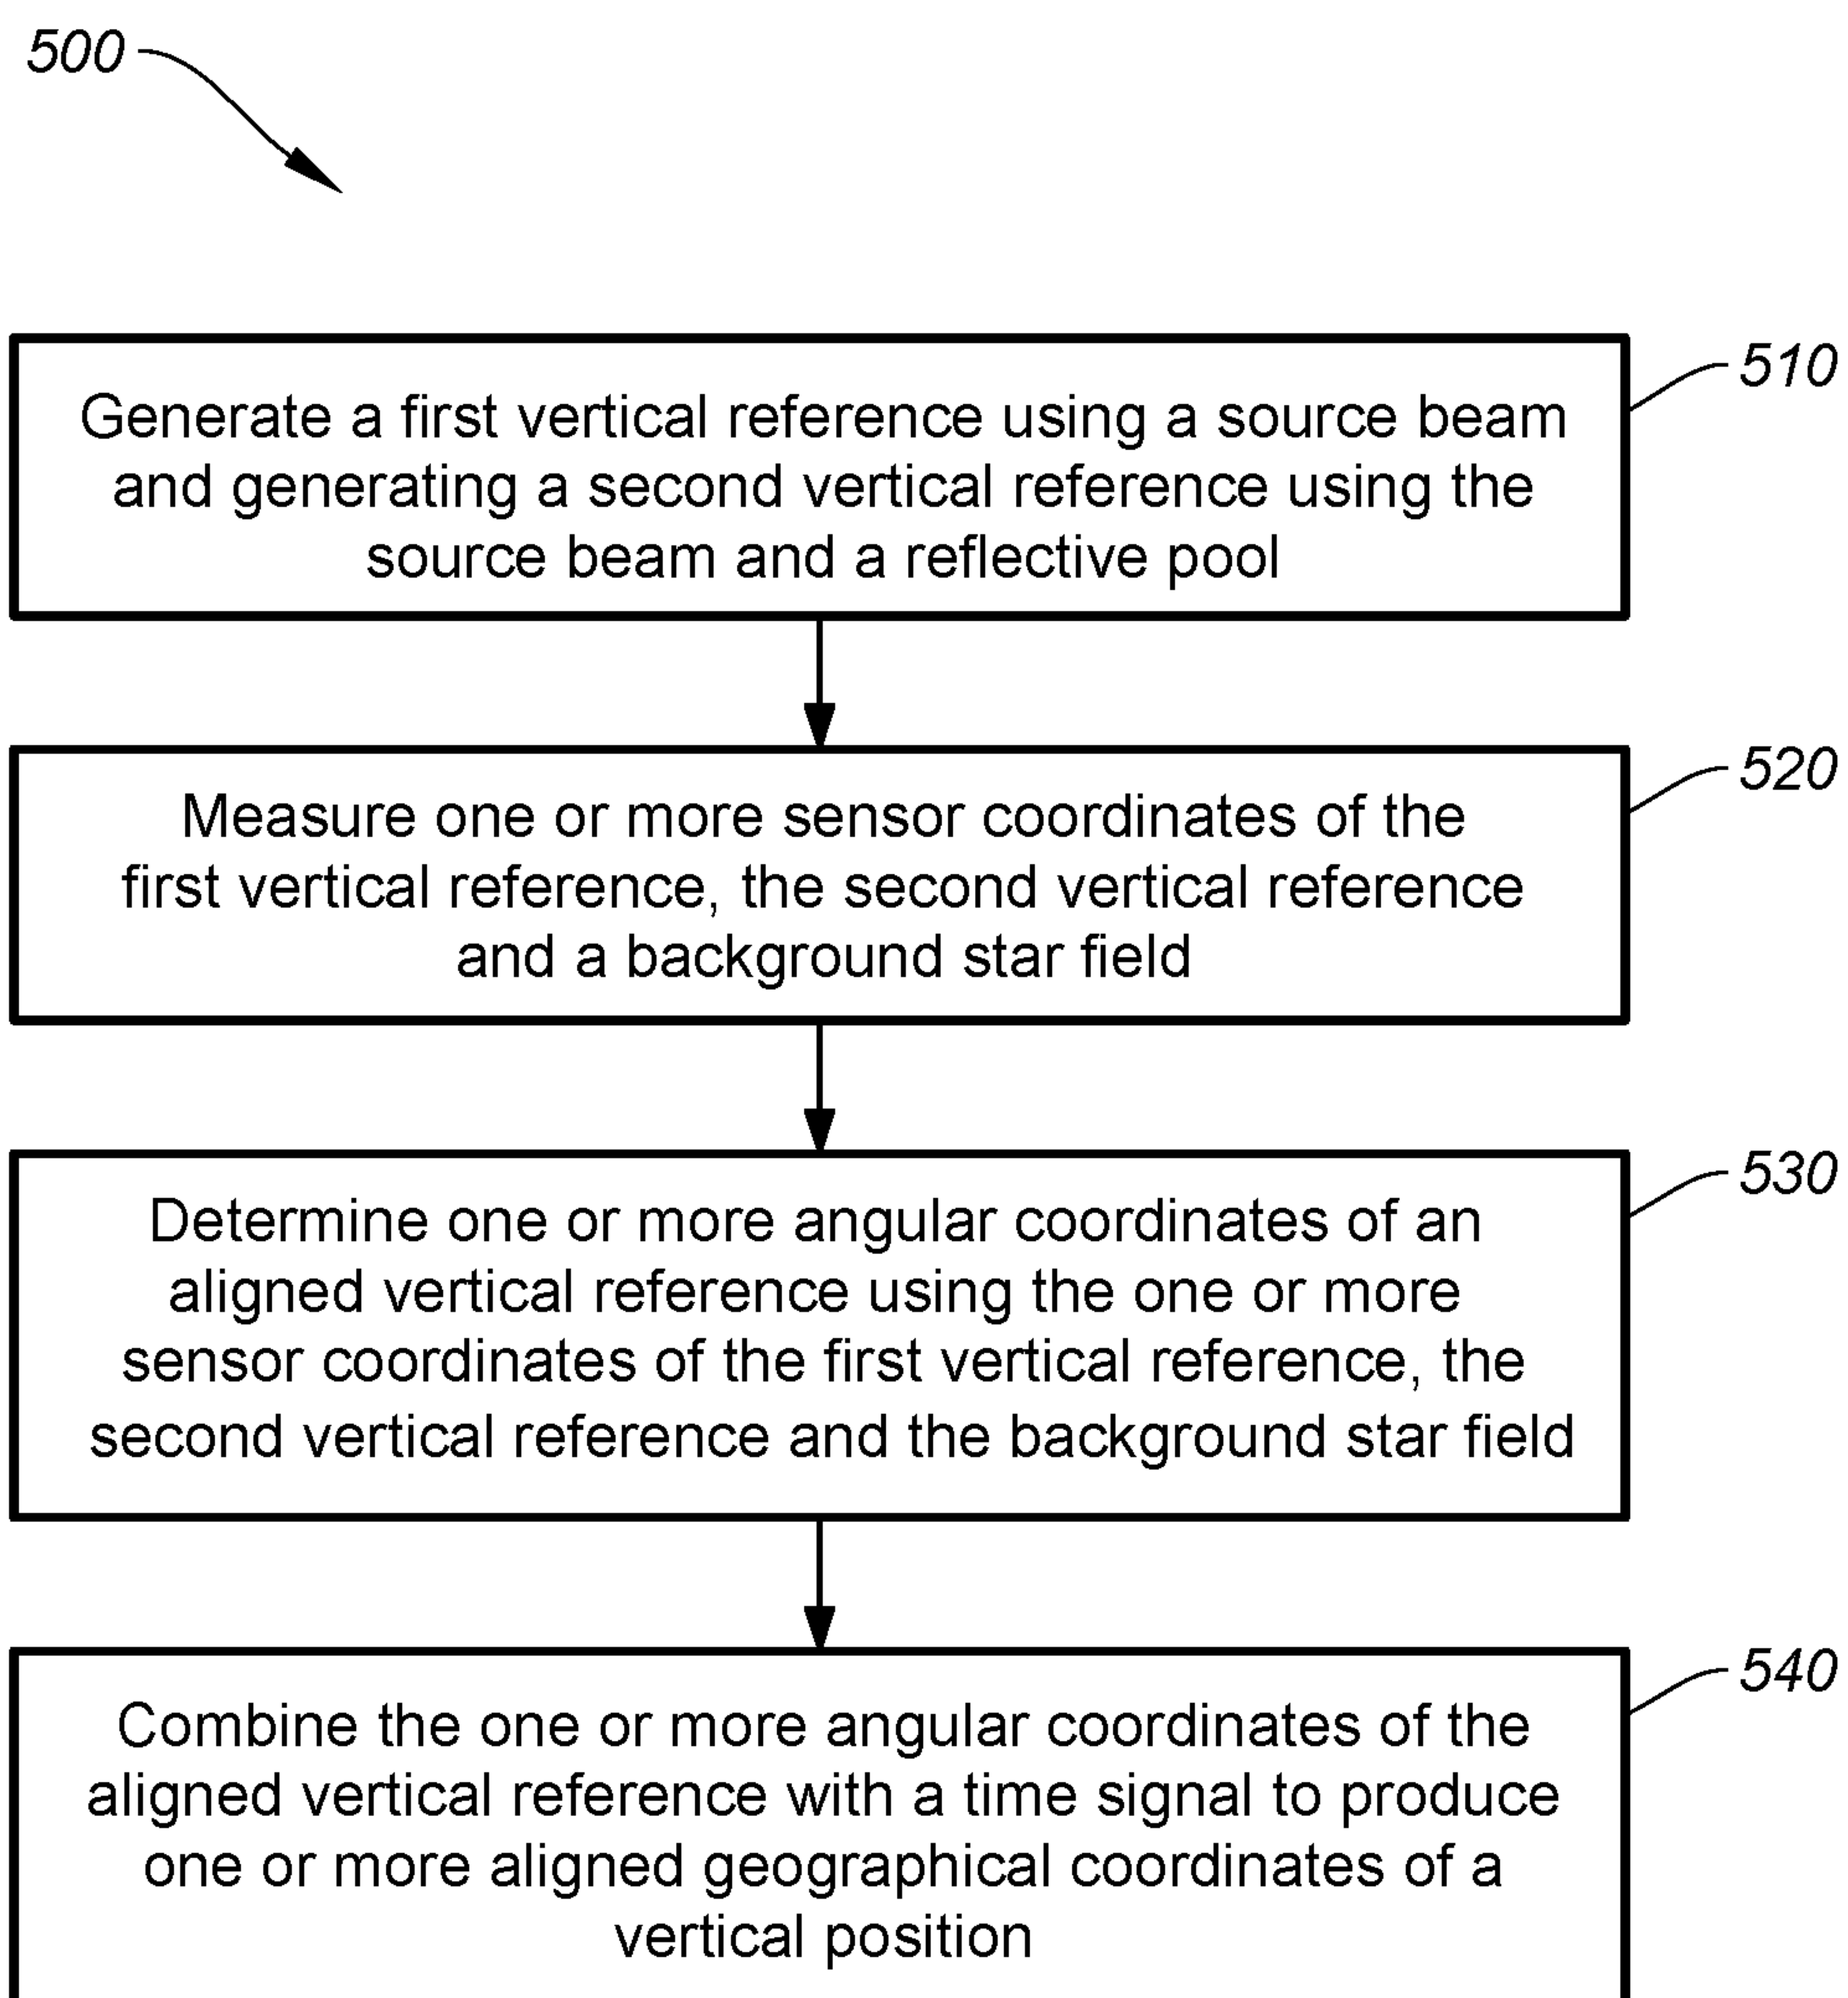 500
510
Generate a first vertical reference using a source beam
and generating a second vertical reference using the
source beam and a reflective pool
520
Measure one or more sensor coordinates of the
first vertical reference, the second vertical reference
and a background star field
530
Determine one or more angular coordinates of an
aligned vertical reference using the one or more
sensor coordinates of the first vertical reference, the
second vertical reference and the background star field
540
Combine the one or more angular coordinates of the
aligned vertical reference with a time signal to produce
one or more aligned geographical coordinates of a
vertical position